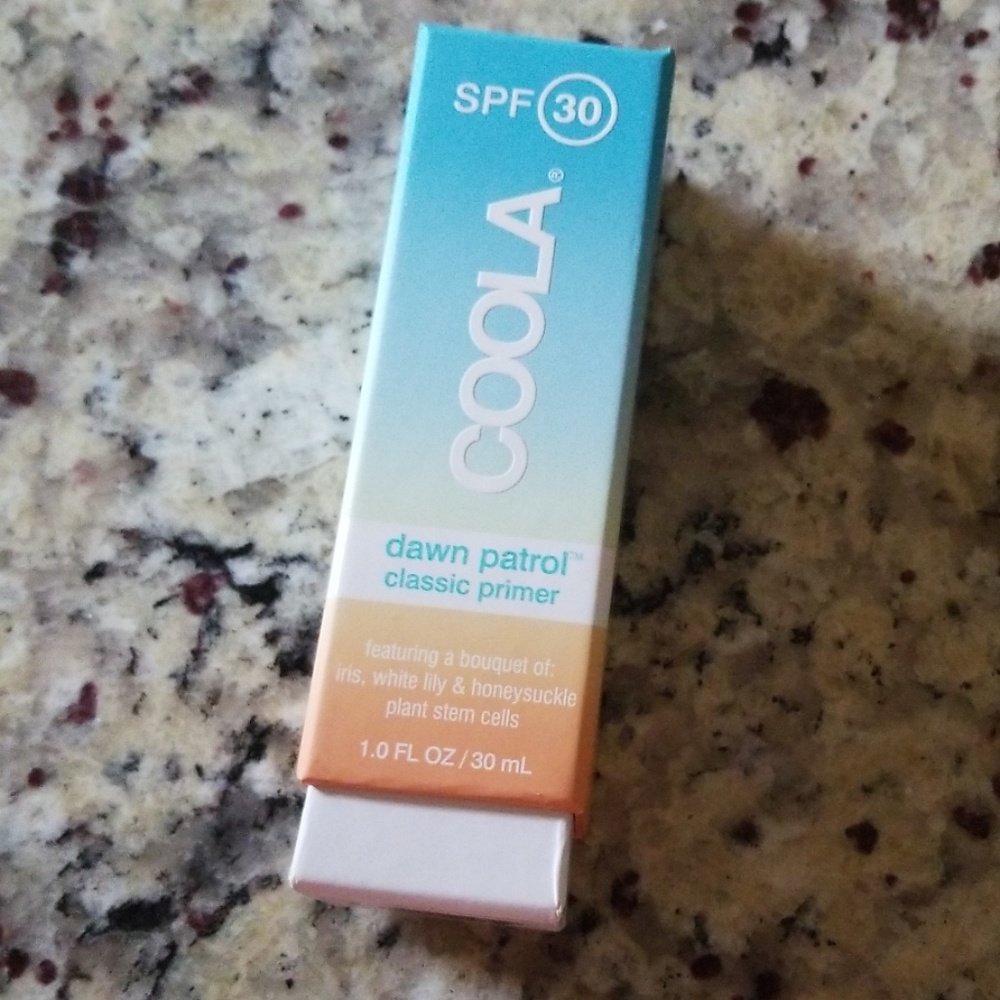 SPF 30
COOLA®
dawn patrol™
classic primer
featuring a bouquet of:
iris, white lily & honeysuckle
plant stem cells
1.0 FL OZ / 30 mL